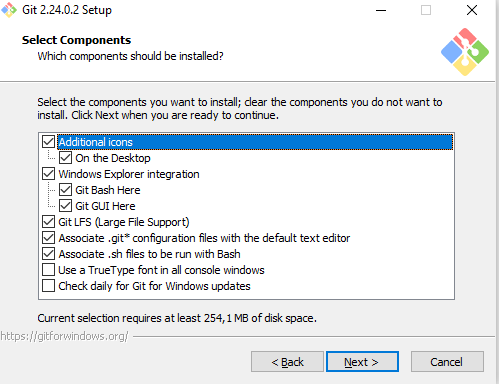 Git 2.24.0.2 Setup
Select Components
Which components should be installed?
Select the components you want to install; clear the components you do not want to
install. Click Next when you are ready to continue.
Additional icons
On the Desktop
Windows Explorer integration
Git Bash Here
Git GUI Here
Git LFS (Large File Support)
Associate .git* configuration files with the default text editor
Associate .sh files to be run with Bash
Use a TrueType font in all console windows
Check daily for Git for Windows updates
Current selection requires at least 254,1 MB of disk space.
https://gitforwindows.org/
< Back
Next >
Cancel